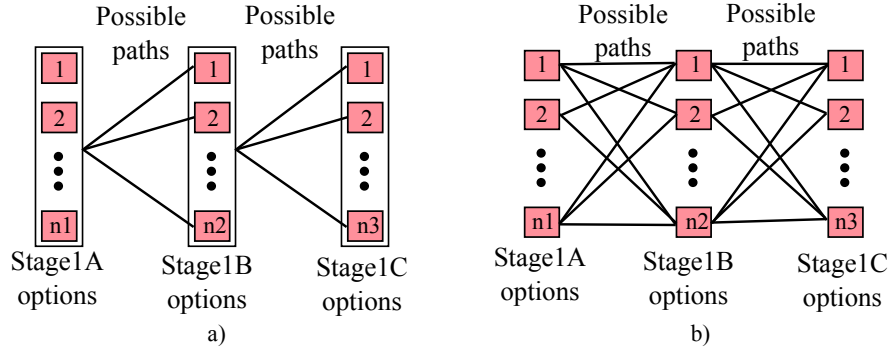 Possible
paths
Possible
paths
1
2
n1
1
2
n2
1
2
n3
Stage1A
options
Stage1B
options
Stage1C
options
a)
Possible
paths
Possible
paths
1
2
n1
1
2
n2
1
2
n3
Stage1A
options
Stage1B
options
Stage1C
options
b)